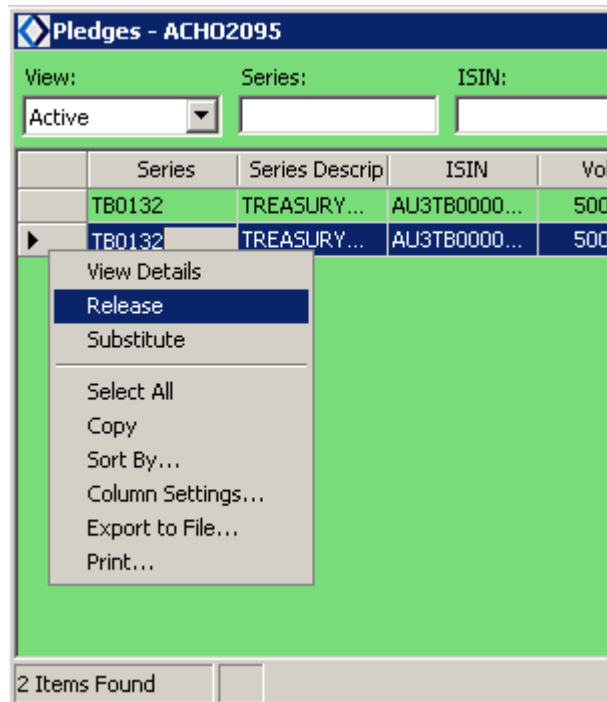 Pledges - ACHO2095
View: Series: ISIN:
Active
Series Series Descrip ISIN Vo
TB0132 TREASURY... AU3TB0000... 500
TB0132 TREASURY... AU3TB0000... 500
View Details
Release
Substitute
Select All
Copy
Sort By...
Column Settings...
Export to File...
Print...
2 Items Found